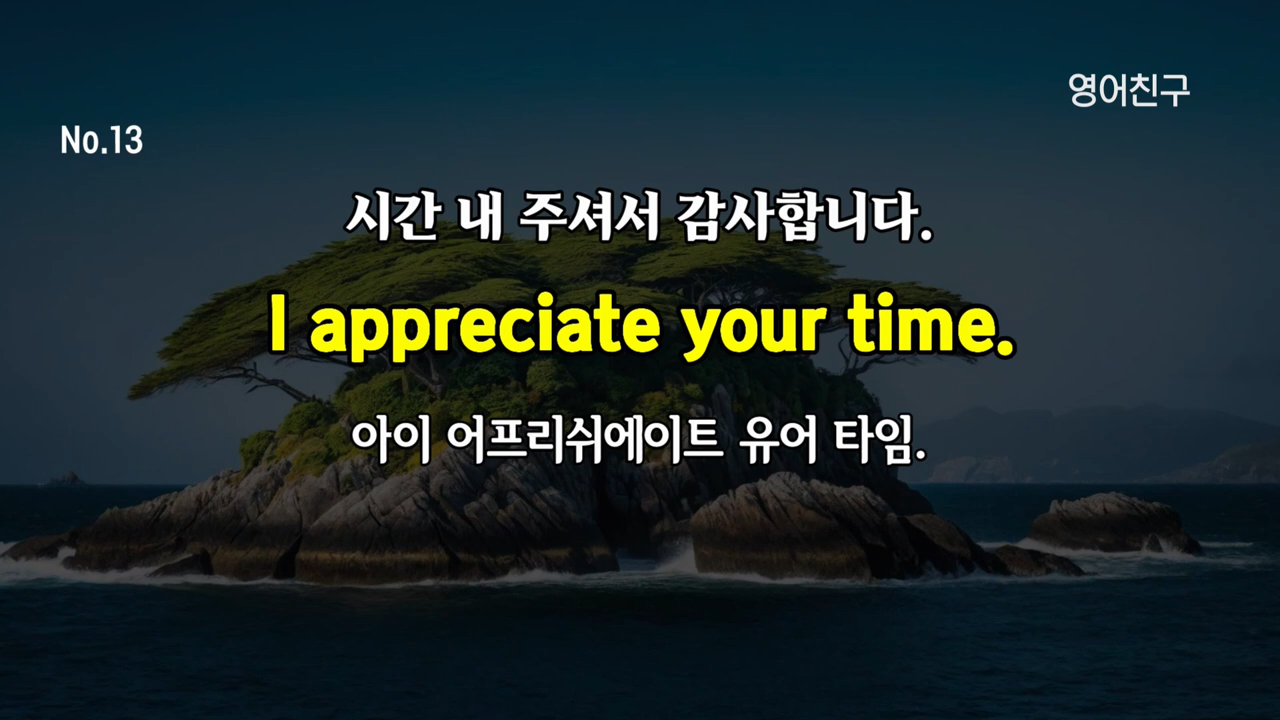 영어친구
No.13
시간 내 주셔서 감사합니다.
I appreciate your time.
아이 어프리쉬에이트 유어 타임.